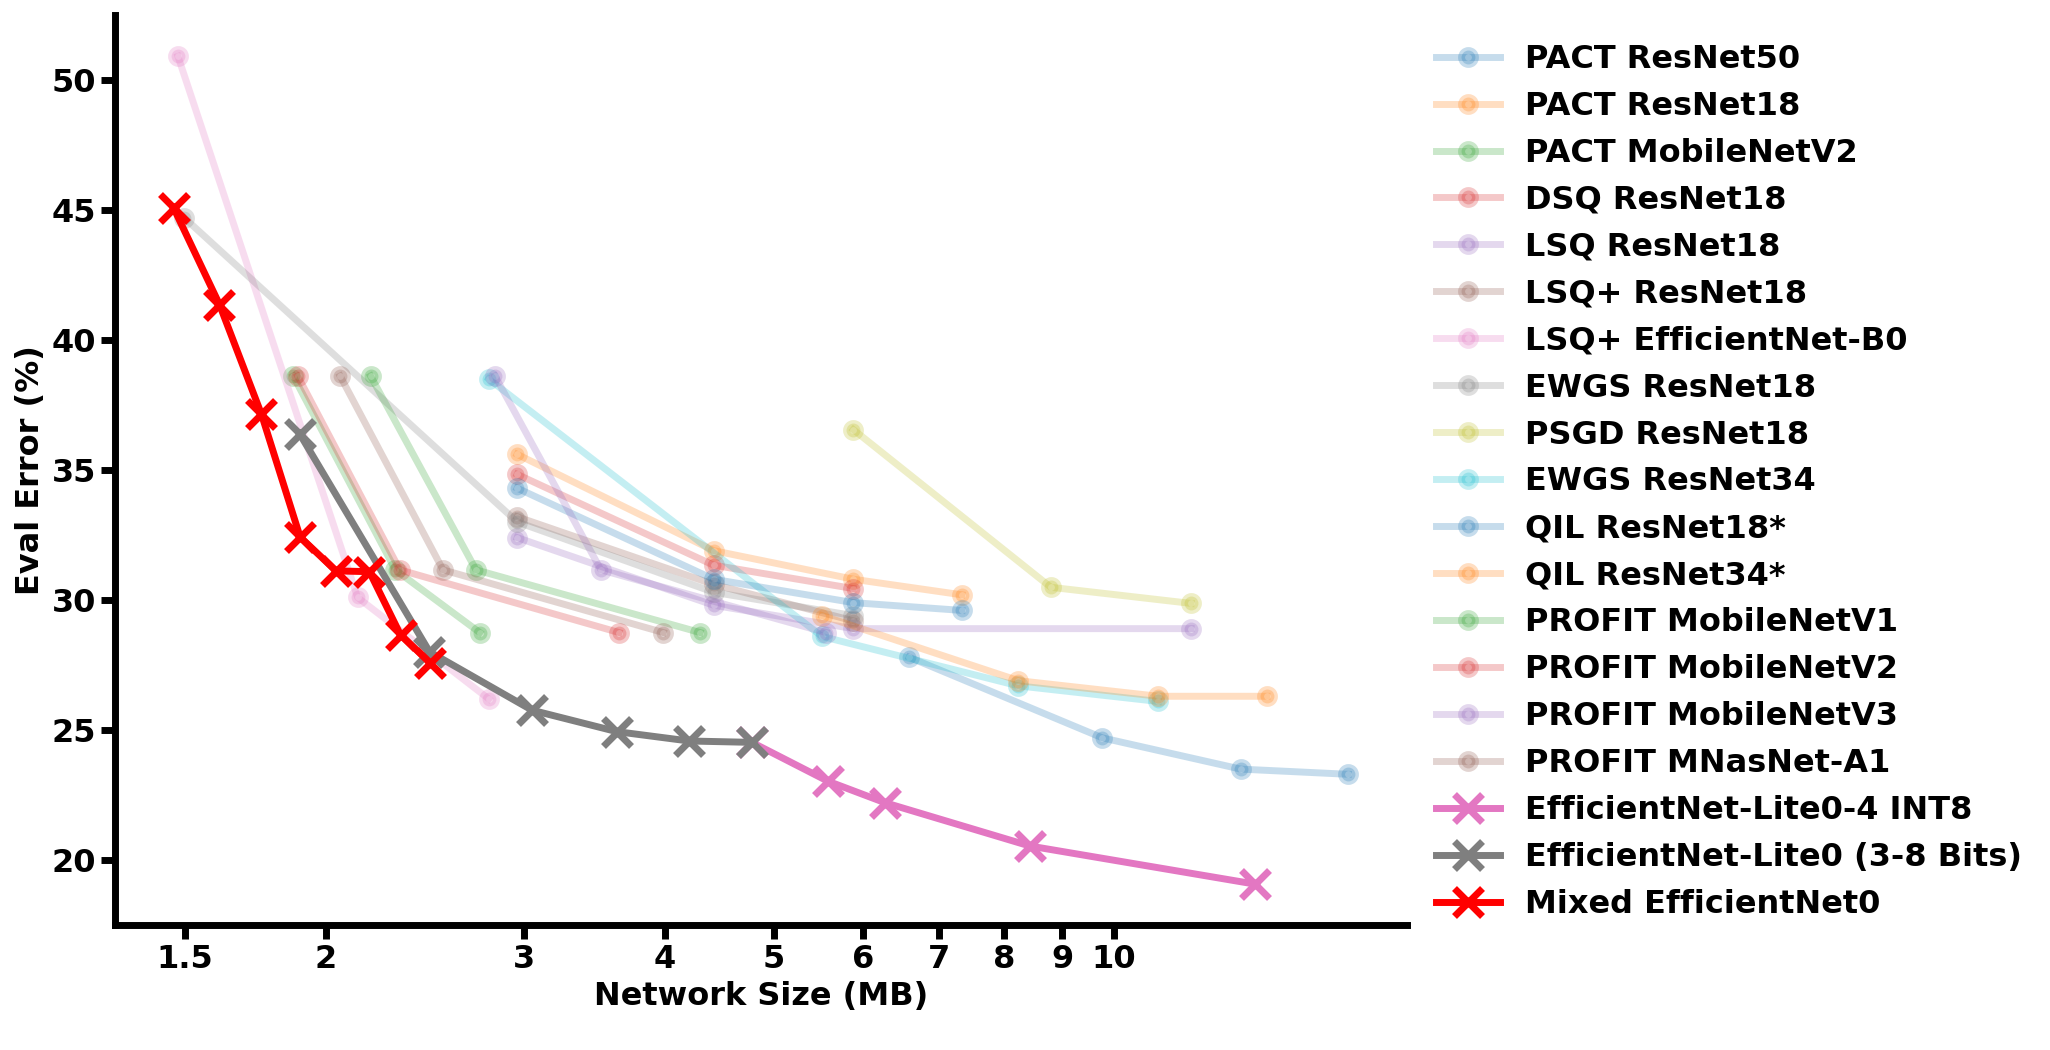 50
45
40
35
30
25
20
Eval Error (%)
1.5 2 3 4 5 6 7 8 9 10
Network Size (MB)
PACT ResNet50
PACT ResNet18
PACT MobileNetV2
DSQ ResNet18
LSQ ResNet18
LSQ+ ResNet18
LSQ+ EfficientNet-B0
EWGS ResNet18
PSGD ResNet18
EWGS ResNet34
QIL ResNet18*
QIL ResNet34*
PROFIT MobileNetV1
PROFIT MobileNetV2
PROFIT MobileNetV3
PROFIT MNasNet-A1
EfficientNet-Lite0-4 INT8
EfficientNet-Lite0 (3-8 Bits)
Mixed EfficientNet0